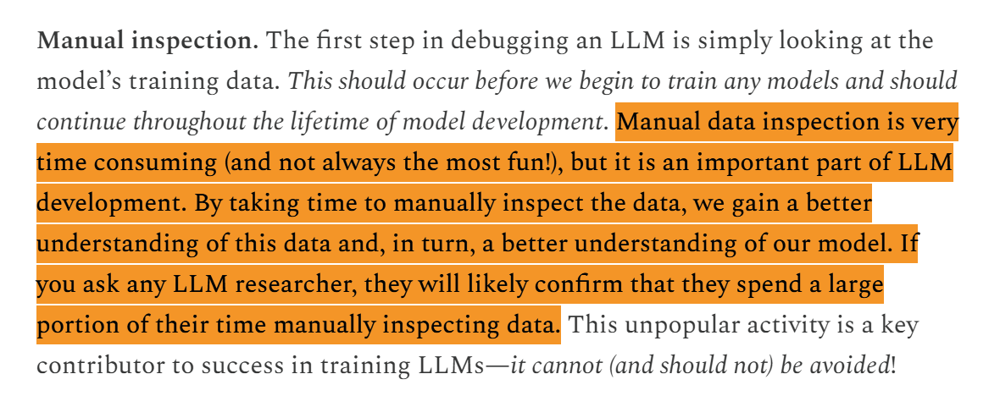 Manual inspection. The first step in debugging an LLM is simply looking at the
model’s training data. This should occur before we begin to train any models and should
continue throughout the lifetime of model development. Manual data inspection is very
time consuming (and not always the most fun!), but it is an important part of LLM
development. By taking time to manually inspect the data, we gain a better
understanding of this data and, in turn, a better understanding of our model. If
you ask any LLM researcher, they will likely confirm that they spend a large
portion of their time manually inspecting data. This unpopular activity is a key
contributor to success in training LLMs—it cannot (and should not) be avoided!